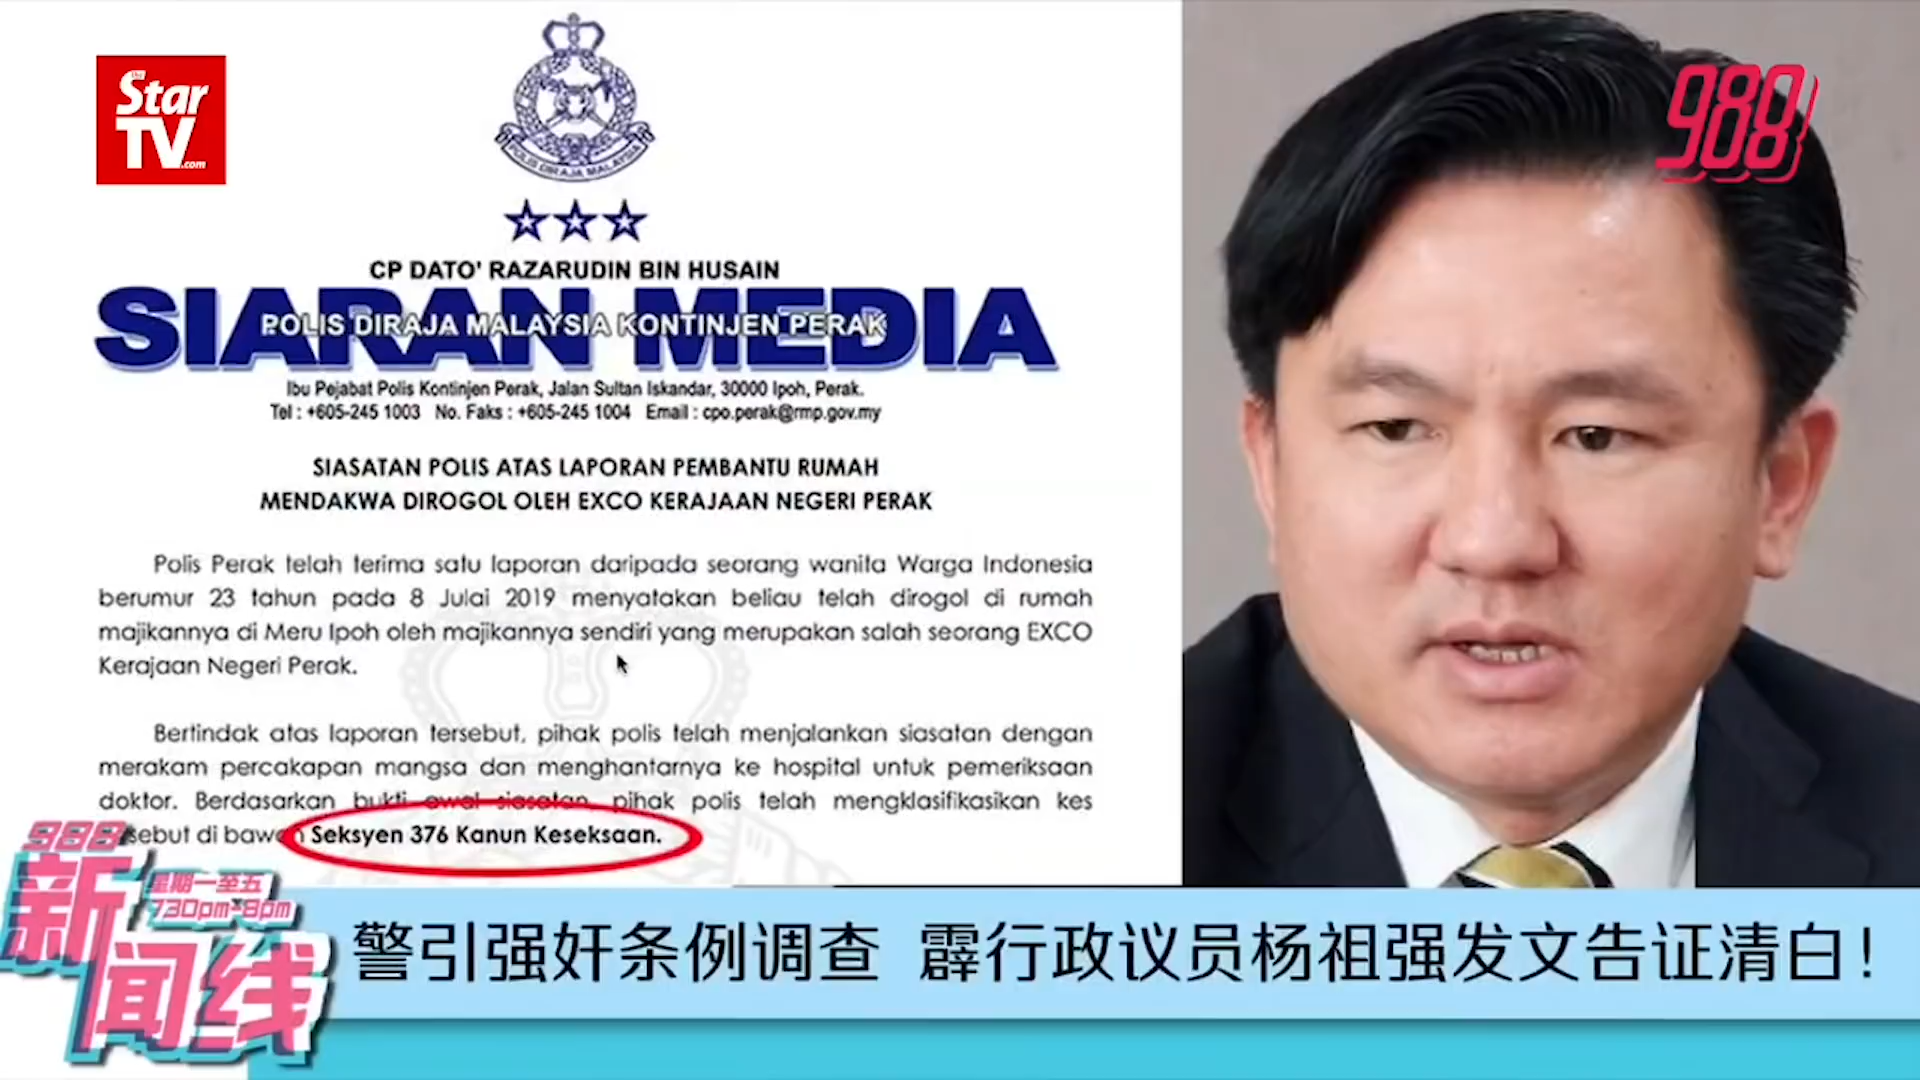 the
Star
TV
.com
988
POLIS DIRAJA MALAYSIA
CP DATO' RAZARUDIN BIN HUSAIN
SIARAN MEDIA
POLIS DIRAJA MALAYSIA KONTINJEN PERAK
Ibu Pejabat Polis Kontinjen Perak, Jalan Sultan Iskandar, 30000 Ipoh, Perak.
Tel : +605-245 1003 No. Faks : +605-245 1004 Email : cpo.perak@rmp.gov.my
SIASATAN POLIS ATAS LAPORAN PEMBANTU RUMAH
MENDAKWA DIROGOL OLEH EXCO KERAJAAN NEGERI PERAK
Polis Perak telah terima satu laporan daripada seorang wanita Warga Indonesia
berumur 23 tahun pada 8 Julai 2019 menyatakan beliau telah dirogol di rumah
majikannya di Meru Ipoh oleh majikannya sendiri yang merupakan salah seorang EXCO
Kerajaan Negeri Perak.
Bertindak atas laporan tersebut, pihak polis telah menjalankan siasatan dengan
merakam percakapan mangsa dan menghantarnya ke hospital untuk pemeriksaan
doktor. Berdasarkan bukti awal siasatan, pihak polis telah mengklasifikasikan kes
sebut di bawah Seksyen 376 Kanun Keseksaan.
988
新闻线
星期一至五
730pm-8pm
警引强奸条例调查 霹行政议员杨祖强发文告证清白!